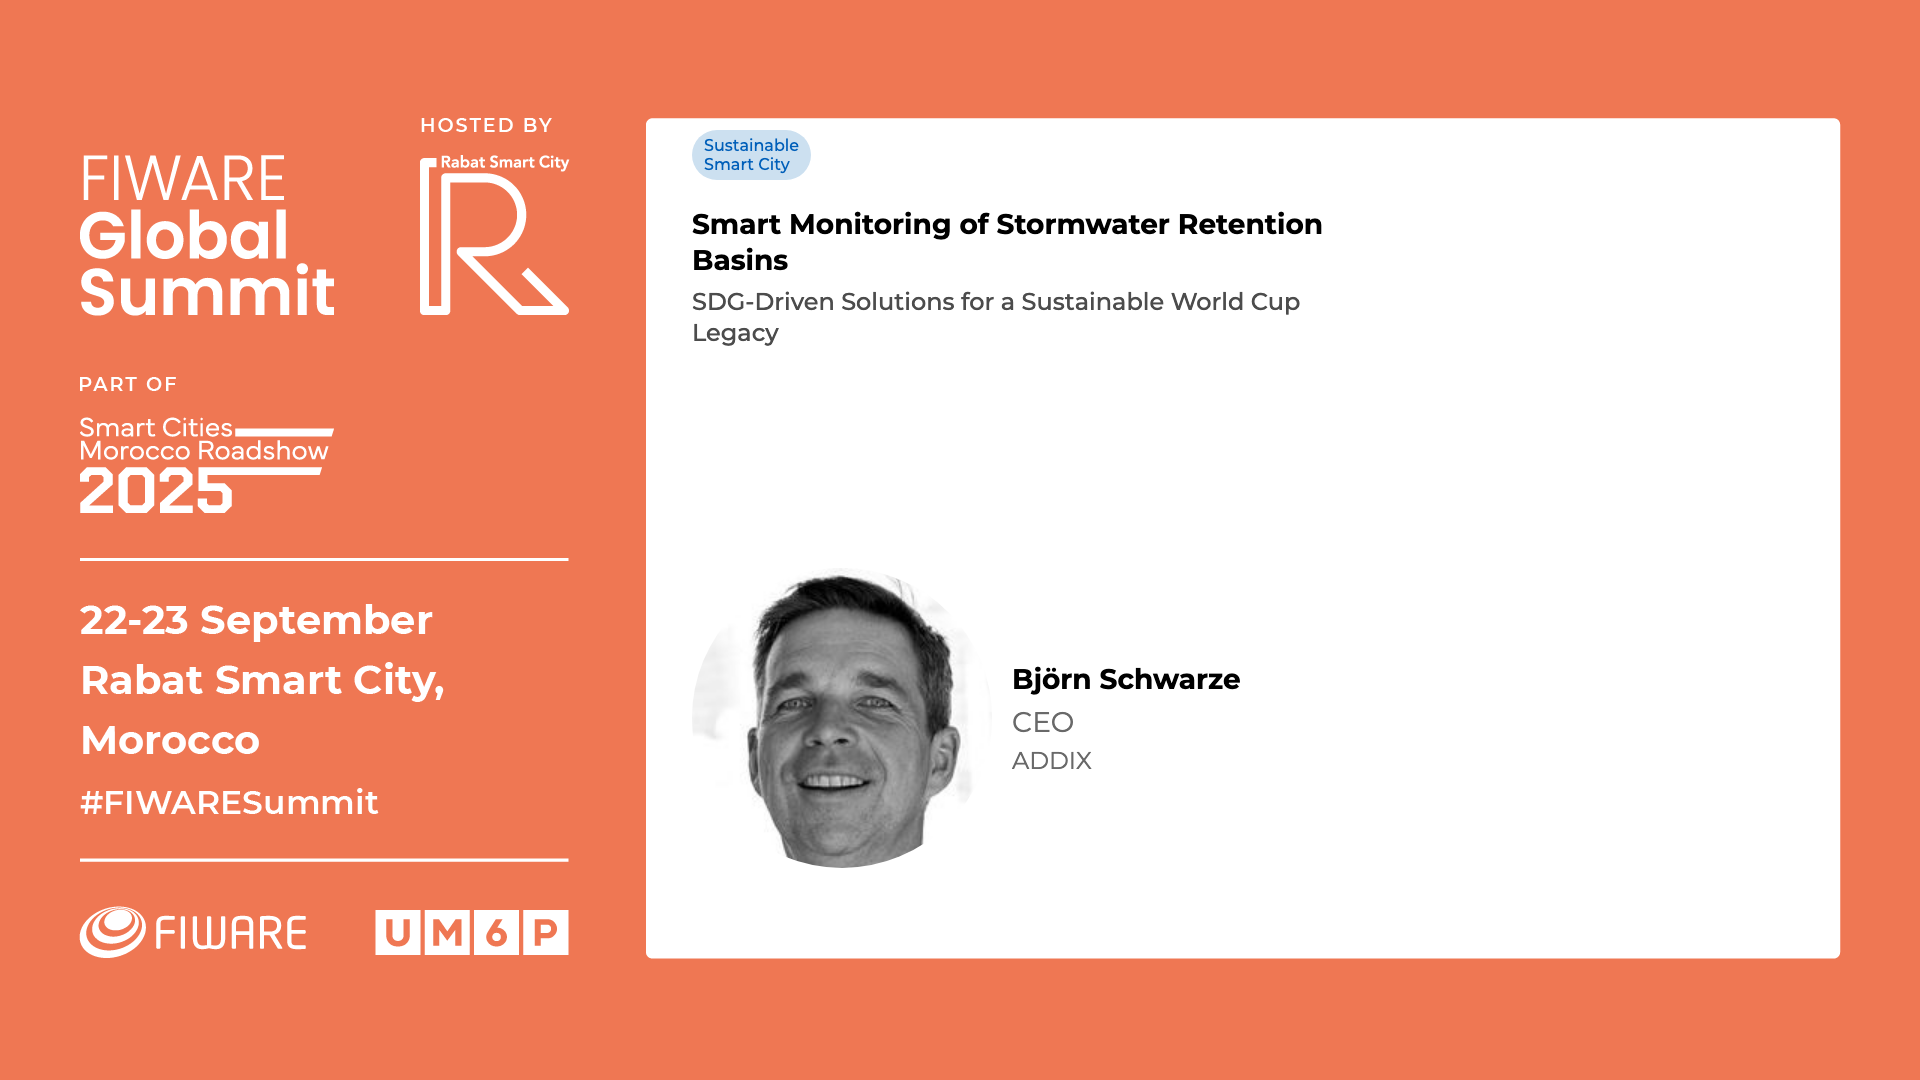 FIWARE
Global
Summit
HOSTED BY
Rabat Smart City
R
PART OF
Smart Cities
Morocco Roadshow
2025
22-23 September
Rabat Smart City,
Morocco
#FIWARESummit
FIWARE
UM6P
Sustainable
Smart City
Smart Monitoring of Stormwater Retention
Basins
SDG-Driven Solutions for a Sustainable World Cup
Legacy
Björn Schwarze
CEO
ADDIX